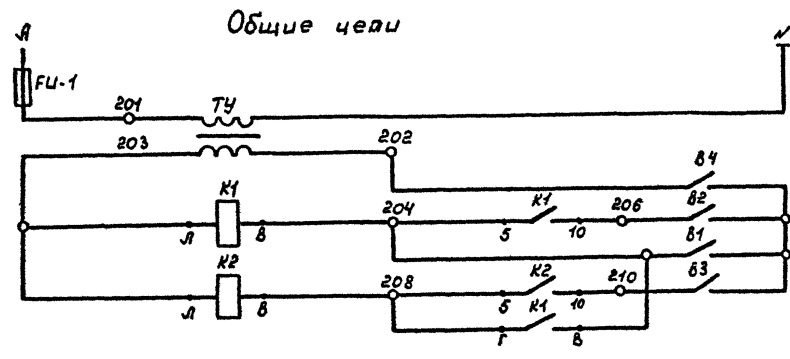 Общие цепи
А
N
FU-1
201
ТУ
203
202
В4
К1
204
К1
206
В2
А
В
5
10
В1
К2
208
К2
210
В3
А
В
5
К1
10
Г
В